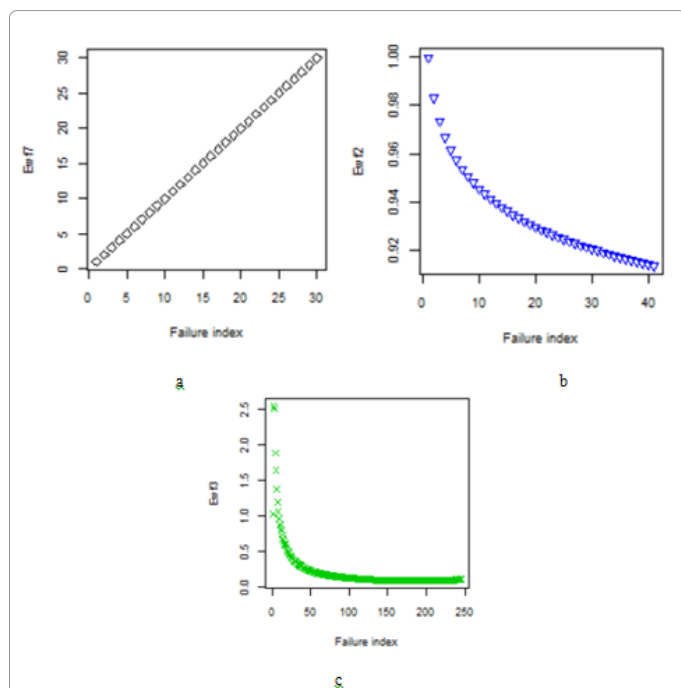 Ewf7
0 5 10 15 20 25 30
0 5 10 15 20 25 30
Failure index
a
Ewf2
0.92 0.94 0.96 0.98 1.00
0 10 20 30 40
Failure index
b
Ewf3
0.0 0.5 1.0 1.5 2.0 2.5
0 50 100 150 200 250
Failure index
c